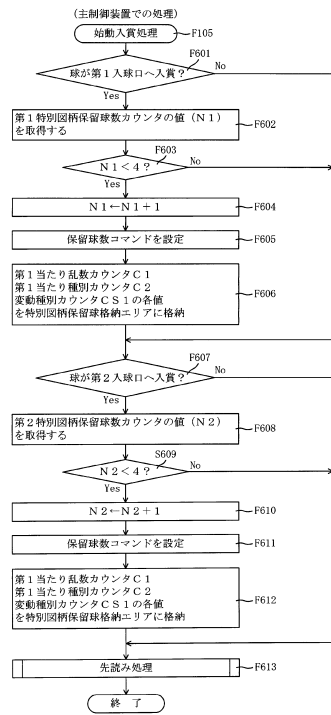 (主制御装置での処理)
始動入賞処理
F105
F601
球が第1入球口へ入賞?
No
Yes
第1特別図柄保留球数カウンタの値(N1)
を取得する
F602
F603
N1<4?
No
Yes
N1←N1+1
F604
保留球数コマンドを設定
F605
第1当たり乱数カウンタC1
第1当たり種別カウンタC2
変動種別カウンタCS1の各値
を特別図柄保留球格納エリアに格納
F606
F607
球が第2入球口へ入賞?
No
Yes
第2特別図柄保留球数カウンタの値(N2)
を取得する
F608
S609
N2<4?
No
Yes
N2←N2+1
F610
保留球数コマンドを設定
F611
第1当たり乱数カウンタC1
第1当たり種別カウンタC2
変動種別カウンタCS1の各値
を特別図柄保留球格納エリアに格納
F612
先読み処理
F613
終了